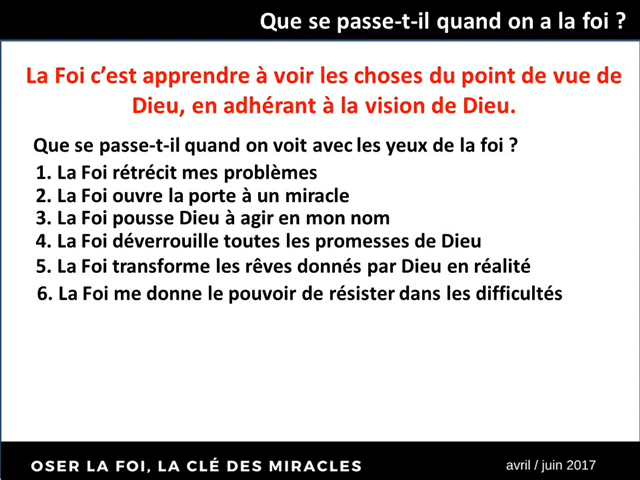 Que se passe-t-il quand on a la foi ?
La Foi c’est apprendre à voir les choses du point de vue de
Dieu, en adhérant à la vision de Dieu.
Que se passe-t-il quand on voit avec les yeux de la foi ?
1. La Foi rétrécit mes problèmes
2. La Foi ouvre la porte à un miracle
3. La Foi pousse Dieu à agir en mon nom
4. La Foi déverrouille toutes les promesses de Dieu
5. La Foi transforme les rêves donnés par Dieu en réalité
6. La Foi me donne le pouvoir de résister dans les difficultés
OSER LA FOI, LA CLÉ DES MIRACLES
avril / juin 2017